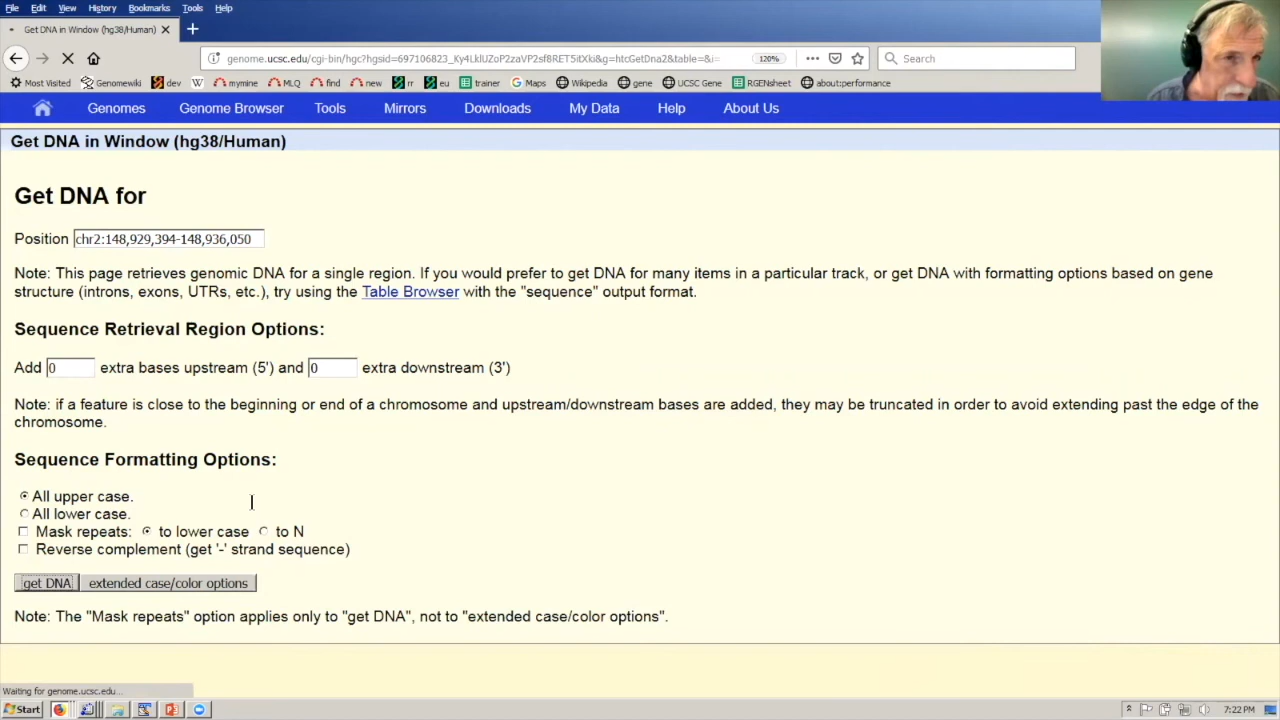 File Edit View History Bookmarks Tools Help
Get DNA in Window (hg38/Human)
120%
Search
Most Visited Genomewiki dev mymine MLQ find new rr eu trainer Maps Wikipedia gene UCSC Gene RGENsheet about:performance
Genomes Genome Browser Tools Mirrors Downloads My Data Help About Us
Get DNA in Window (hg38/Human)
Get DNA for
Position chr2:148,929,394-148,936,050
Note: This page retrieves genomic DNA for a single region. If you would prefer to get DNA for many items in a particular track, or get DNA with formatting options based on gene
structure (introns, exons, UTRs, etc.), try using the Table Browser with the "sequence" output format.
Sequence Retrieval Region Options:
Add 0 extra bases upstream (5') and 0 extra downstream (3')
Note: if a feature is close to the beginning or end of a chromosome and upstream/downstream bases are added, they may be truncated in order to avoid extending past the edge of the
chromosome.
Sequence Formatting Options:
All upper case.
All lower case.
Mask repeats: to lower case to N
Reverse complement (get '-' strand sequence)
get DNA extended case/color options
Note: The "Mask repeats" option applies only to "get DNA", not to "extended case/color options".
Waiting for genome.ucsc.edu...
Start 7:22 PM